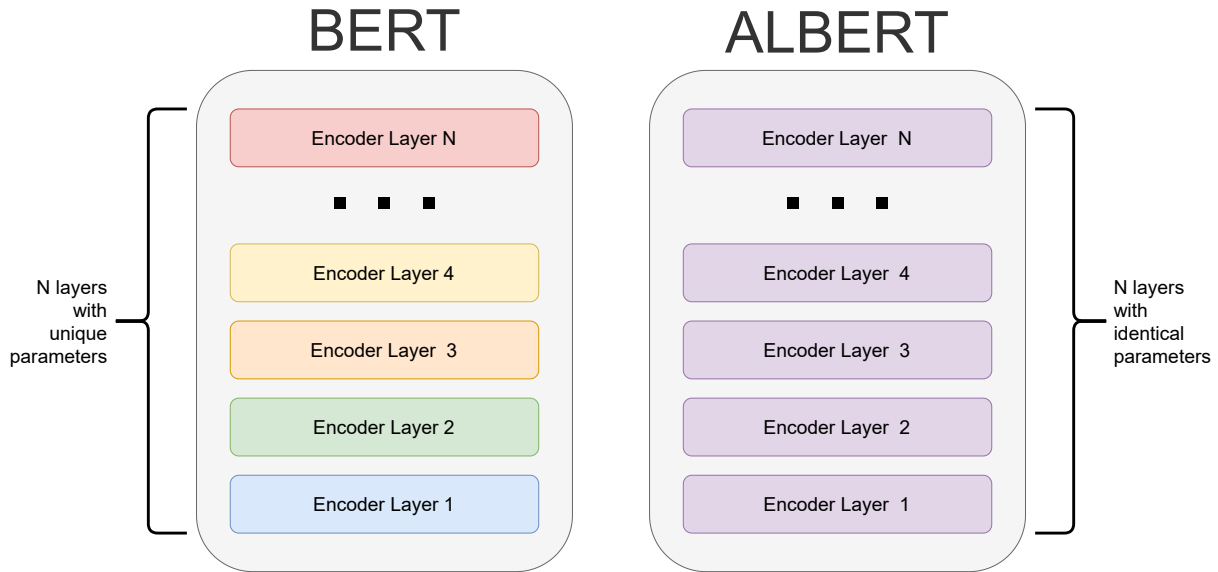 BERT
ALBERT
Encoder Layer N
Encoder Layer 4
Encoder Layer 3
Encoder Layer 2
Encoder Layer 1
N layers
with
unique
parameters
Encoder Layer N
Encoder Layer 4
Encoder Layer 3
Encoder Layer 2
Encoder Layer 1
N layers
with
identical
parameters